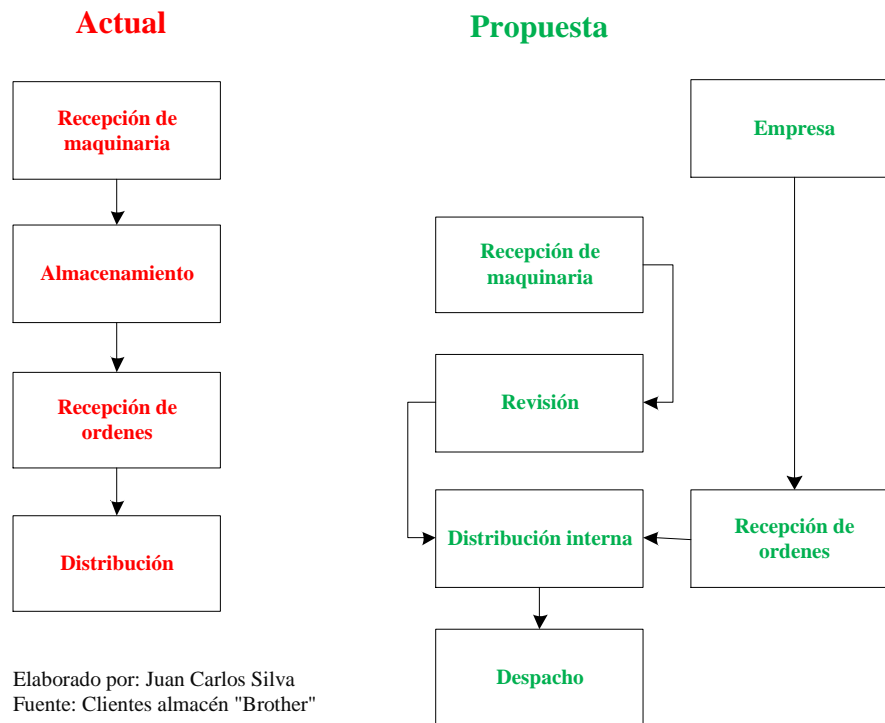 Actual
Recepción de
maquinaria
Almacenamiento
Recepción de
ordenes
Distribución
Propuesta
Empresa
Recepción de
maquinaria
Revisión
Distribución interna
Recepción de
ordenes
Despacho
Elaborado por: Juan Carlos Silva
Fuente: Clientes almacén "Brother"